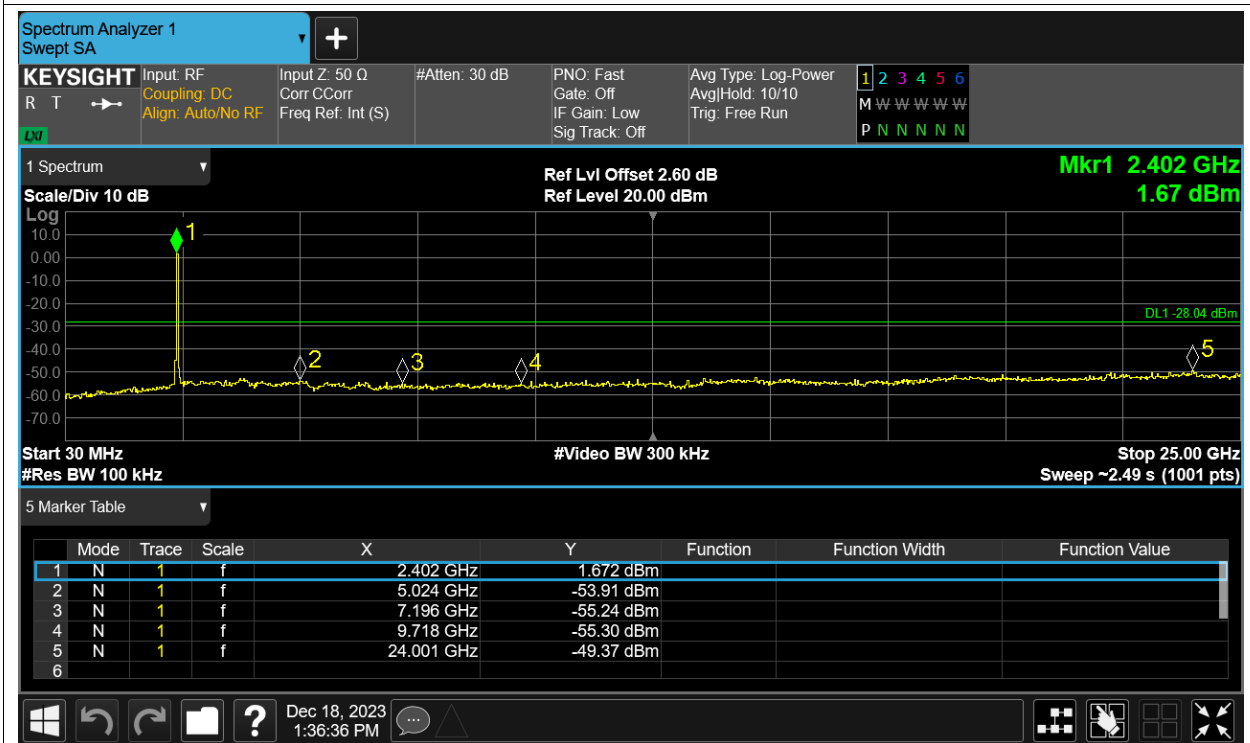 Spectrum Analyzer 1
Swept SA
KEYSIGHT
R T
LXI
Input: RF
Coupling: DC
Align: Auto/No RF
Input Z: 50 Ω
Corr CCorr
Freq Ref: Int (S)
#Atten: 30 dB
PNO: Fast
Gate: Off
IF Gain: Low
Sig Track: Off
Avg Type: Log-Power
Avg|Hold: 10/10
Trig: Free Run
1 2 3 4 5 6
M W W W W W
P N N N N N
1 Spectrum
Scale/Div 10 dB
Ref Lvl Offset 2.60 dB
Ref Level 20.00 dBm
Mkr1 2.402 GHz
1.67 dBm
Log
10.0
0.00
-10.0
-20.0
-30.0
-40.0
-50.0
-60.0
-70.0
1
2
3
4
5
DL1 -28.04 dBm
Start 30 MHz
#Video BW 300 kHz
Stop 25.00 GHz
#Res BW 100 kHz
Sweep ~2.49 s (1001 pts)
5 Marker Table
Mode Trace Scale X Y Function Function Width Function Value
1 N 1 f 2.402 GHz 1.672 dBm
2 N 1 f 5.024 GHz -53.91 dBm
3 N 1 f 7.196 GHz -55.24 dBm
4 N 1 f 9.718 GHz -55.30 dBm
5 N 1 f 24.001 GHz -49.37 dBm
6
?
Dec 18, 2023
1:36:36 PM